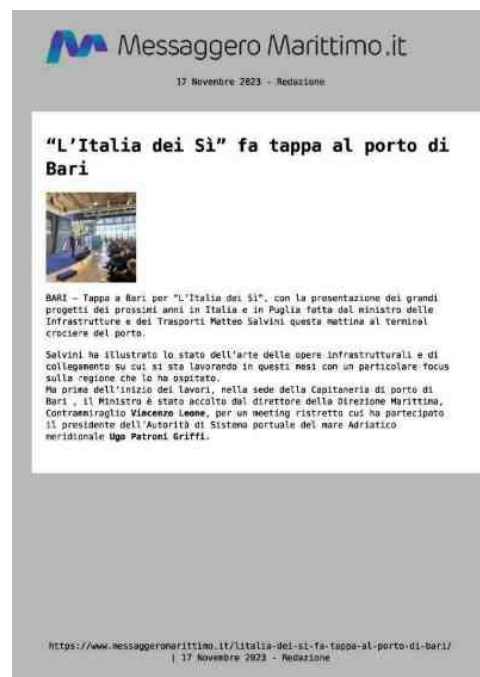 Messaggero Marittimo.it
17 Novembre 2023 - Redazione
“L’Italia dei Sì” fa tappa al porto di
Bari
BARI – Tappa a Bari per “L’Italia dei Sì”, con la presentazione dei grandi
progetti dei prossimi anni in Italia e in Puglia fatta dal ministro delle
Infrastrutture e dei Trasporti Matteo Salvini questa mattina al terminal
crociere del porto.
Salvini ha illustrato lo stato dell’arte delle opere infrastrutturali e di
collegamento su cui si sta lavorando in questi mesi con un particolare focus
sulla regione che lo ha ospitato.
Ma prima dell’inizio dei lavori, nella sede della Capitaneria di porto di
Bari , il Ministro è stato accolto dal direttore della Direzione Marittima,
Contrammiraglio Vincenzo Leone, per un meeting ristretto cui ha partecipato
il presidente dell’Autorità di Sistema portuale del mare Adriatico
meridionale Ugo Patroni Griffi.
https://www.messaggeromarittimo.it/litalia-dei-si-fa-tappa-al-porto-di-bari/
| 17 Novembre 2023 - Redazione